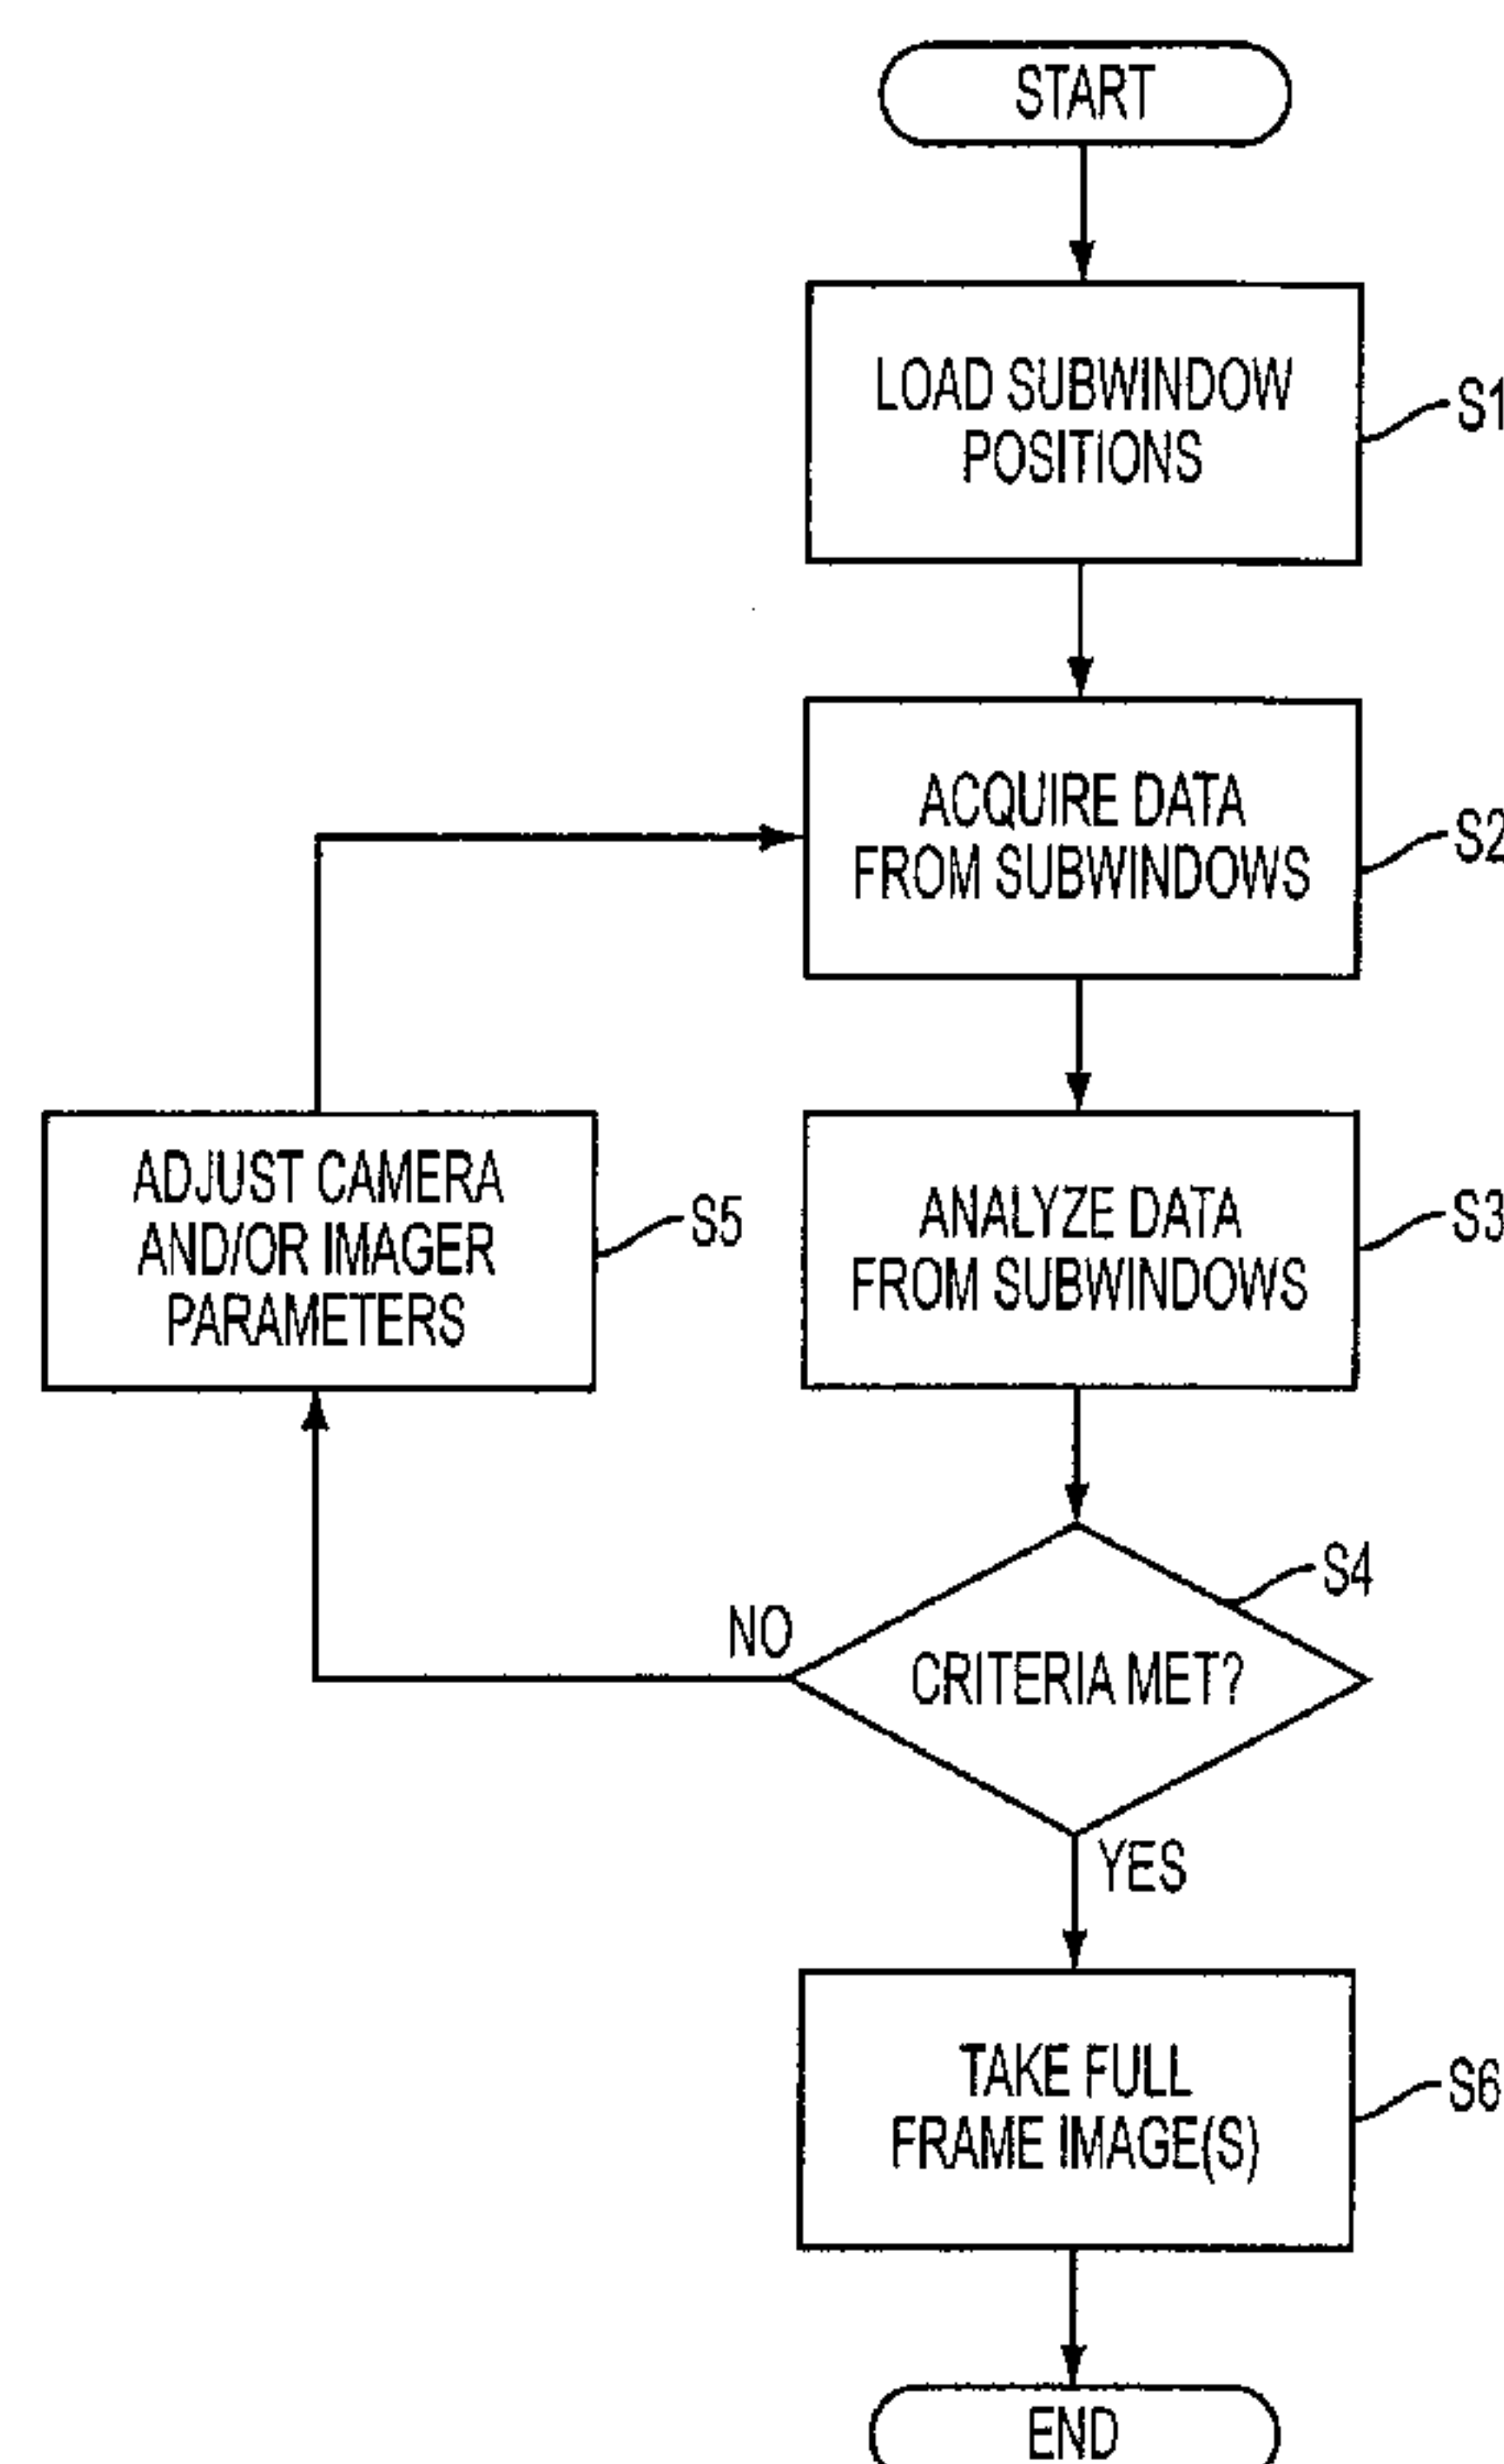 START
LOAD SUBWINDOW
POSITIONS
S1
ACQUIRE DATA
FROM SUBWINDOWS
S2
ANALYZE DATA
FROM SUBWINDOWS
S3
ADJUST CAMERA
AND/OR IMAGER
PARAMETERS
S5
S4
CRITERIA MET?
NO
YES
TAKE FULL
FRAME IMAGE(S)
S6
END